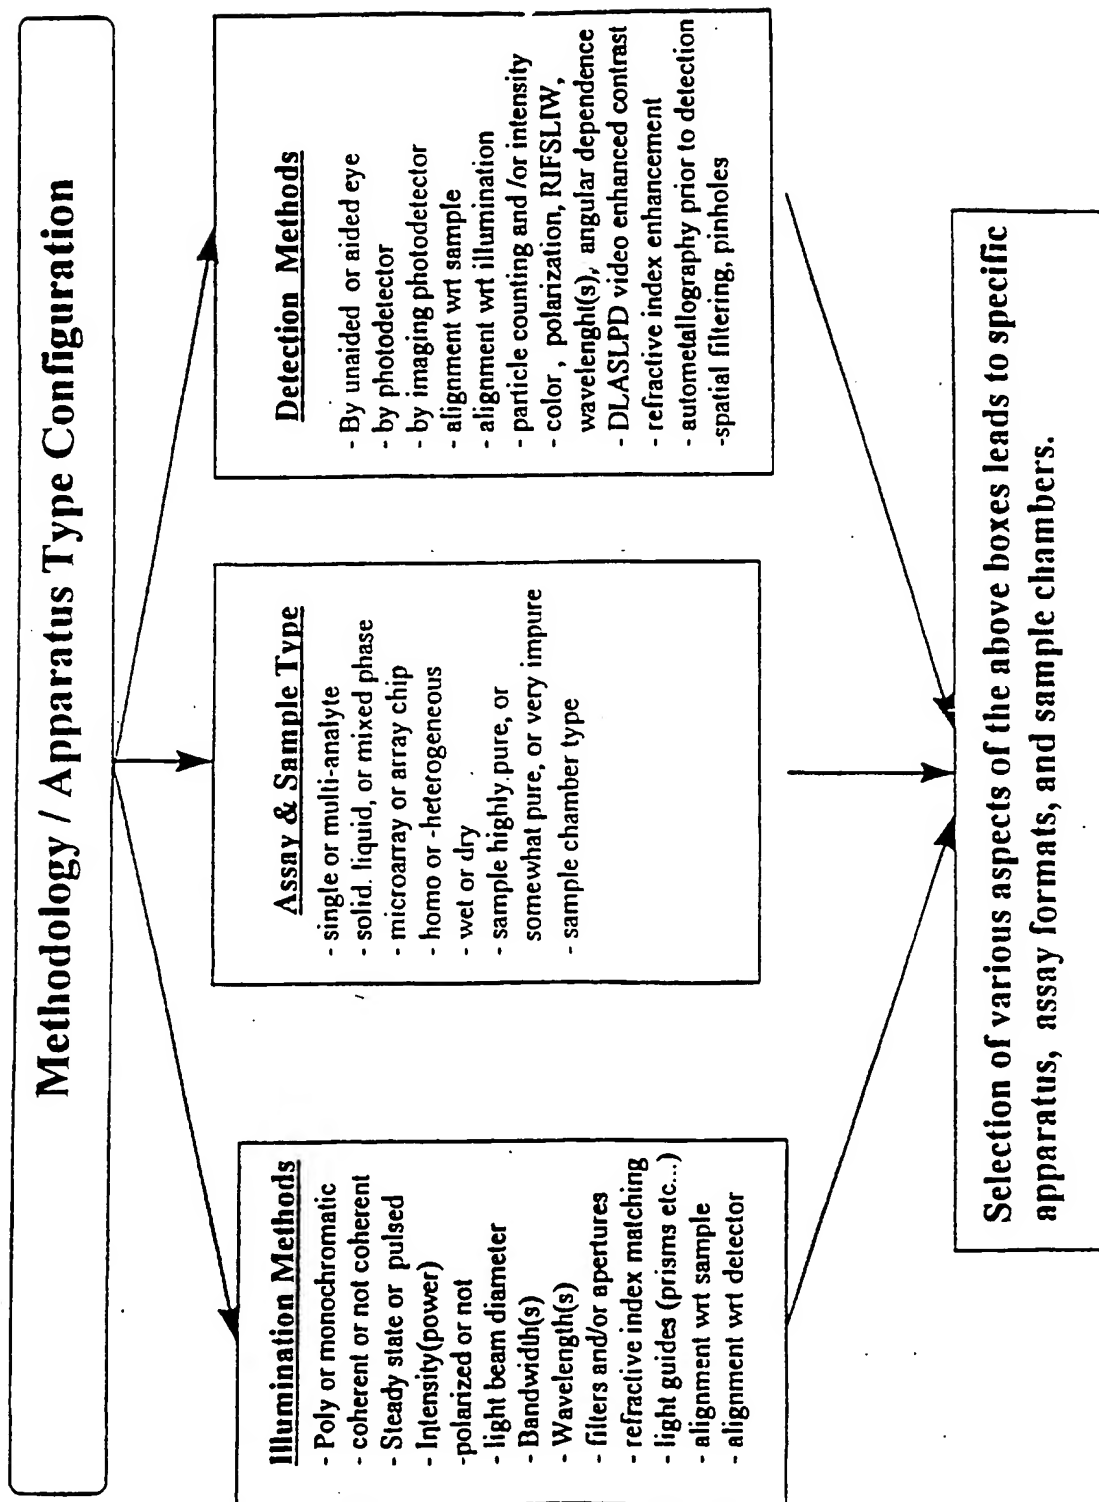 Methodology / Apparatus Type Configuration
Illumination Methods
- Poly or monochromatic
- coherent or not coherent
- Steady state or pulsed
- Intensity(power)
-polarized or not
- light beam diameter
- Bandwidth(s)
- Wavelength(s)
- filters and/or apertures
- refractive index matching
- light guides (prisms etc...)
- alignment wrt sample
- alignment wrt detector
Assay & Sample Type
- single or multi-analyte
- solid. liquid, or mixed phase
- microarray or array chip
- homo or -heterogeneous
- wet or dry
- sample highly.pure, or
somewhat pure, or very impure
- sample chamber type
Detection Methods
- By unaided or aided eye
- by photodetector
- by imaging photodetector
- alignment wrt sample
- alignment wrt illumination
- particle counting and /or intensity
- color , polarization, RIFSLIW,
wavelenght(s), angular dependence
- DLASLPD video enhanced contrast
- refractive index enhancement
- autometallography prior to detection
-spatial filtering, pinholes
Selection of various aspects of the above boxes leads to specific
apparatus, assay formats, and sample chambers.